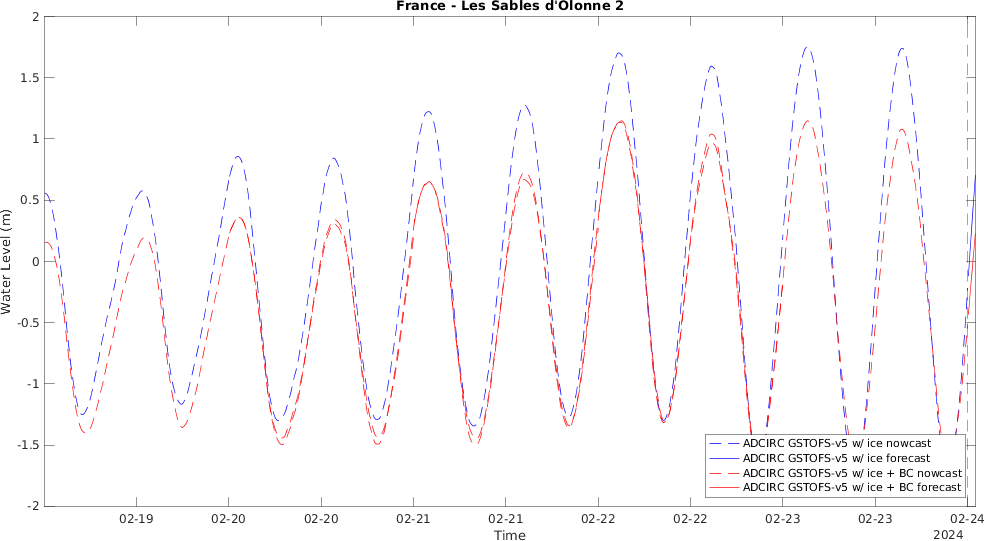 France - Les Sables d'Olonne 2
2
1.5
1
0.5
0
-0.5
-1
-1.5
-2
Water Level (m)
ADCIRC GSTOFS-v5 w/ ice nowcast
ADCIRC GSTOFS-v5 w/ ice forecast
ADCIRC GSTOFS-v5 w/ ice + BC nowcast
ADCIRC GSTOFS-v5 w/ ice + BC forecast
02-19 02-20 02-20 02-21 02-21 02-22 02-22 02-23 02-23 02-24
Time
2024